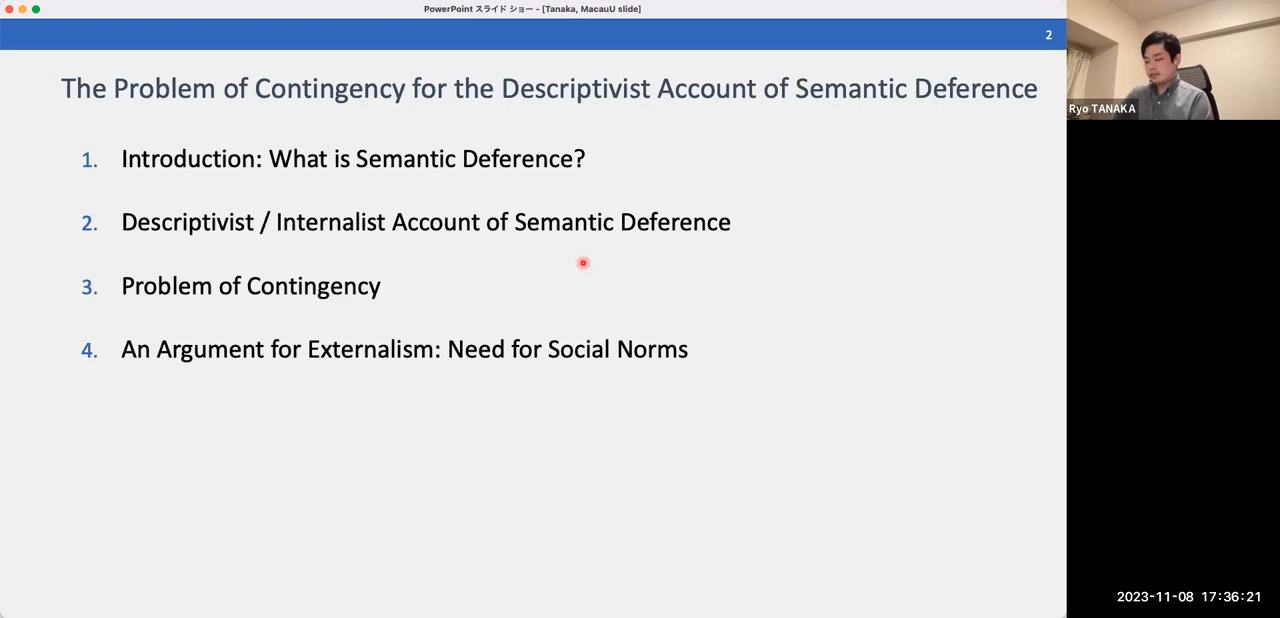 PowerPoint スライド ショー - [Tanaka, MacauU slide]
2
The Problem of Contingency for the Descriptivist Account of Semantic Deference
1. Introduction: What is Semantic Deference?
2. Descriptivist / Internalist Account of Semantic Deference
3. Problem of Contingency
4. An Argument for Externalism: Need for Social Norms
Ryo TANAKA
2023-11-08 17:36:21